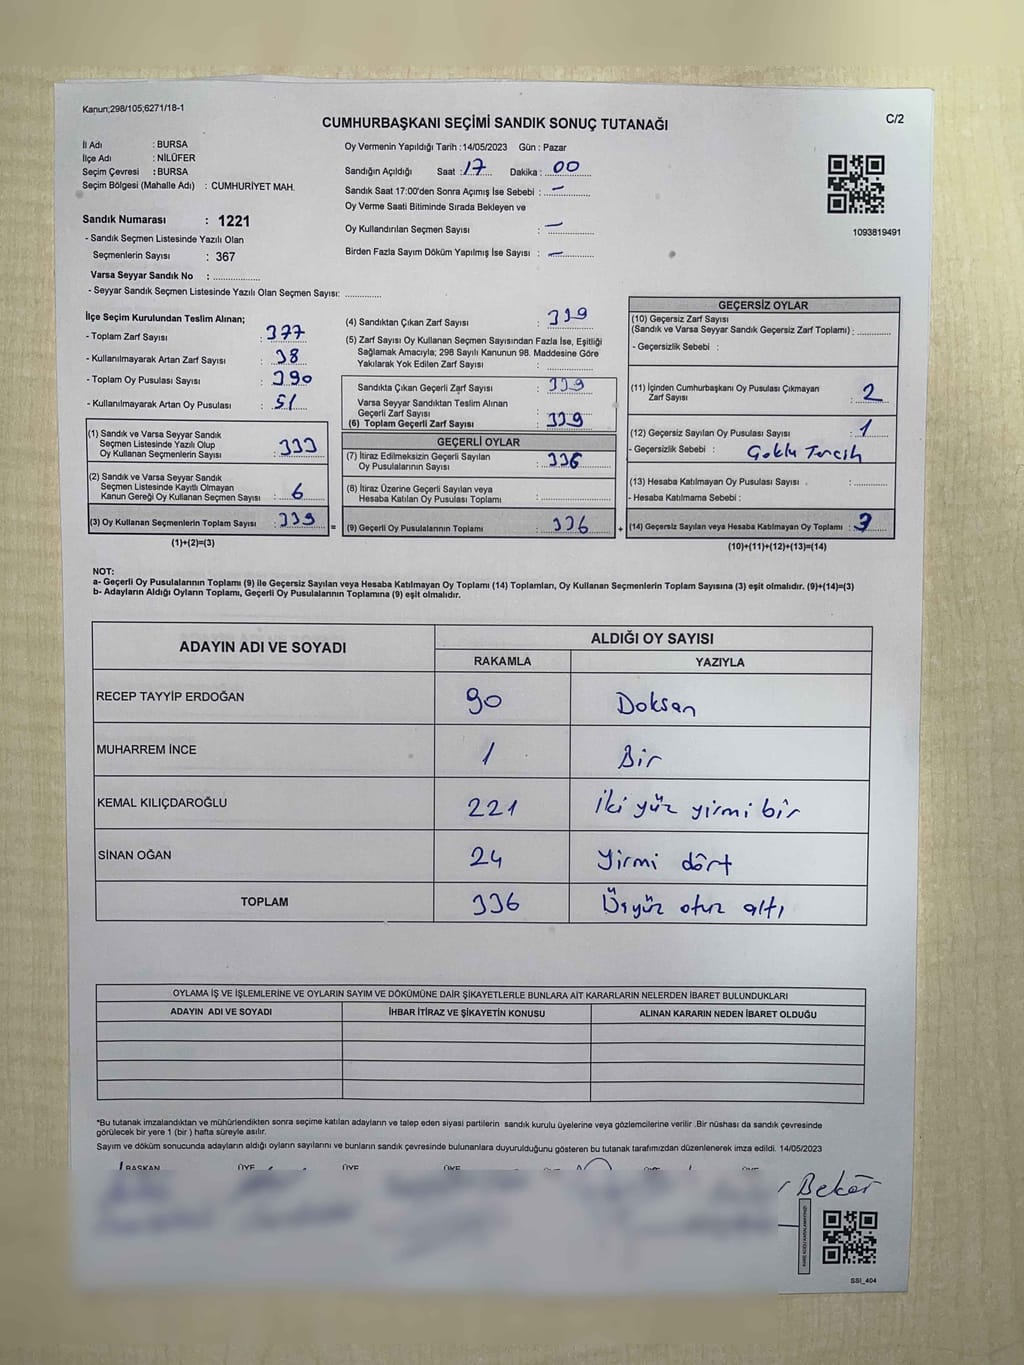 Kanun;298/105;6271/18-1
CUMHURBAŞKANI SEÇİMİ SANDIK SONUÇ TUTANAĞI
C/2
İl Adı : BURSA
İlçe Adı : NİLÜFER
Seçim Çevresi : BURSA
Seçim Bölgesi (Mahalle Adı) : CUMHURİYET MAH.
Sandık Numarası : 1221
- Sandık Seçmen Listesinde Yazılı Olan
Seçmenlerin Sayısı : 367
Varsa Seyyar Sandık No : ..............
- Seyyar Sandık Seçmen Listesinde Yazılı Olan Seçmen Sayısı: ..............
Oy Vermenin Yapıldığı Tarih : 14/05/2023 Gün : Pazar
Sandığın Açıldığı Saat : 17 Dakika : 00
Sandık Saat 17:00'den Sonra Açımış İse Sebebi : —
Oy Verme Saati Bitiminde Sırada Bekleyen ve
Oy Kullandırılan Seçmen Sayısı : —
Birden Fazla Sayım Döküm Yapılmış İse Sayısı : —
1093819491
İlçe Seçim Kurulundan Teslim Alınan;
- Toplam Zarf Sayısı : 377
- Kullanılmayarak Artan Zarf Sayısı : 38
- Toplam Oy Pusulası Sayısı : 390
- Kullanılmayarak Artan Oy Pusulası : 51
(1) Sandık ve Varsa Seyyar Sandık
Seçmen Listesinde Yazılı Olup
Oy Kullanan Seçmenlerin Sayısı : 333
(2) Sandık ve Varsa Seyyar Sandık
Seçmen Listesinde Kayıtlı Olmayan
Kanun Gereği Oy Kullanan Seçmen Sayısı : 6
(3) Oy Kullanan Seçmenlerin Toplam Sayısı : 339
(1)+(2)=(3)
=
(4) Sandıktan Çıkan Zarf Sayısı : 339
(5) Zarf Sayısı Oy Kullanan Seçmen Sayısından Fazla İse, Eşitliği
Sağlamak Amacıyla; 298 Sayılı Kanunun 98. Maddesine Göre
Yakılarak Yok Edilen Zarf Sayısı : ..............
Sandıkta Çıkan Geçerli Zarf Sayısı : 339
Varsa Seyyar Sandıktan Teslim Alınan
Geçerli Zarf Sayısı : ..............
(6) Toplam Geçerli Zarf Sayısı : 339
GEÇERLİ OYLAR
(7) İtiraz Edilmeksizin Geçerli Sayılan
Oy Pusulalarının Sayısı : 336
(8) İtiraz Üzerine Geçerli Sayılan veya
Hesaba Katılan Oy Pusulası Toplamı : ..............
(9) Geçerli Oy Pusulalarının Toplamı : 336
+
GEÇERSİZ OYLAR
(10) Geçersiz Zarf Sayısı
(Sandık ve Varsa Seyyar Sandık Geçersiz Zarf Toplamı) : ..............
- Geçersizlik Sebebi :
(11) İçinden Cumhurbaşkanı Oy Pusulası Çıkmayan
Zarf Sayısı : 2
(12) Geçersiz Sayılan Oy Pusulası Sayısı : 1
- Geçersizlik Sebebi : Goklu Tercih
(13) Hesaba Katılmayan Oy Pusulası Sayısı : ..............
- Hesaba Katılmama Sebebi :
(14) Geçersiz Sayılan veya Hesaba Katılmayan Oy Toplamı : 3
(10)+(11)+(12)+(13)=(14)
NOT:
a- Geçerli Oy Pusulalarının Toplamı (9) ile Geçersiz Sayılan veya Hesaba Katılmayan Oy Toplamı (14) Toplamları, Oy Kullanan Seçmenlerin Toplam Sayısına (3) eşit olmalıdır. (9)+(14)=(3)
b- Adayların Aldığı Oyların Toplamı, Geçerli Oy Pusulalarının Toplamına (9) eşit olmalıdır.
ADAYIN ADI VE SOYADI
ALDIĞI OY SAYISI
RAKAMLA YAZIYLA
RECEP TAYYİP ERDOĞAN 90 Doksan
MUHARREM İNCE 1 Bir
KEMAL KILIÇDAROĞLU 221 İki yüz yirmi bir
SİNAN OĞAN 24 Yirmi dört
TOPLAM 336 Üçyüz otuz altı
OYLAMA İŞ VE İŞLEMLERİNE VE OYLARIN SAYIM VE DÖKÜMÜNE DAİR ŞİKAYETLERLE BUNLARA AİT KARARLARIN NELERDEN İBARET BULUNDUKLARI
ADAYIN ADI VE SOYADI İHBAR İTİRAZ VE ŞİKAYETİN KONUSU ALINAN KARARIN NEDEN İBARET OLDUĞU
*Bu tutanak imzalandıktan ve mühürlendikten sonra seçime katılan adayların ve talep eden siyasi partilerin sandık kurulu üyelerine veya gözlemcilerine verilir .Bir nüshası da sandık çevresinde
görülecek bir yere 1 (bir ) hafta süreyle asılır.
Sayım ve döküm sonucunda adayların aldığı oyların sayılarını ve bunların sandık çevresinde bulunanlara duyurulduğunu gösteren bu tutanak tarafımızdan düzenlenerek imza edildi. 14/05/2023
BAŞKAN ÜYE ÜYE ÜYE
Bekar
SSI_404